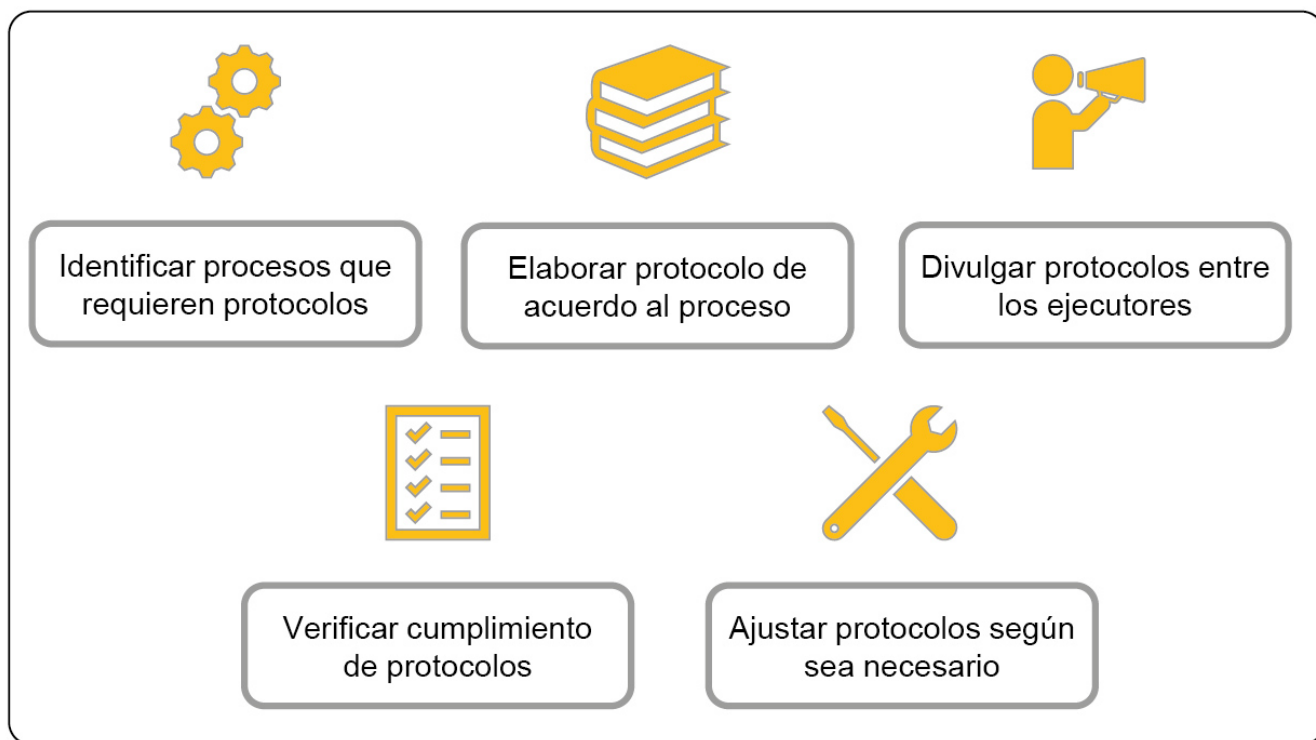 Identificar procesos que
requieren protocolos
Elaborar protocolo de
acuerdo al proceso
Divulgar protocolos entre
los ejecutores
Verificar cumplimiento
de protocolos
Ajustar protocolos según
sea necesario